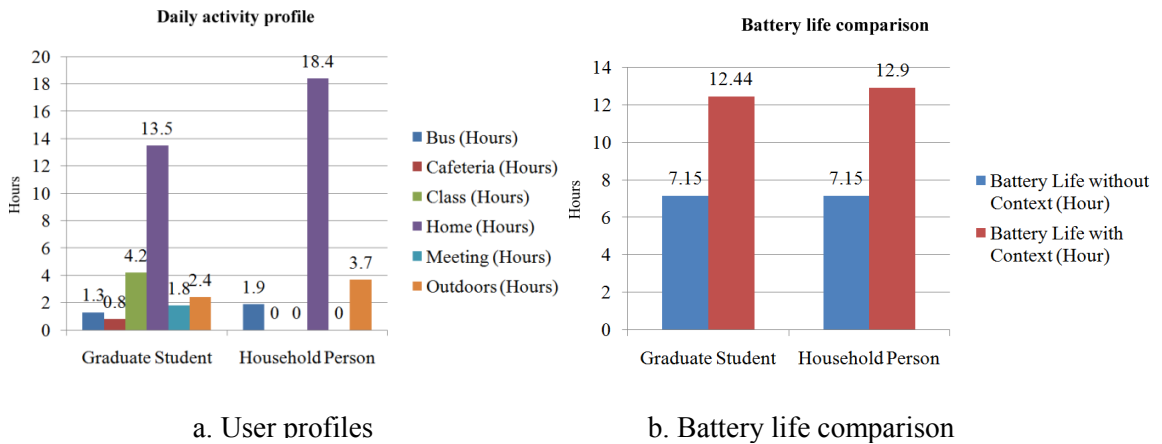 Daily activity profile
20
18
16
14
12
10
8
6
4
2
0
Hours
1.3
0.8
4.2
13.5
1.8
2.4
1.9
0
0
18.4
0
3.7
Graduate Student
Household Person
Bus (Hours)
Cafeteria (Hours)
Class (Hours)
Home (Hours)
Meeting (Hours)
Outdoors (Hours)
a. User profiles
Battery life comparison
14
12
10
8
6
4
2
0
Hours
7.15
12.44
7.15
12.9
Graduate Student
Household Person
Battery Life without
Context (Hour)
Battery Life with
Context (Hour)
b. Battery life comparison